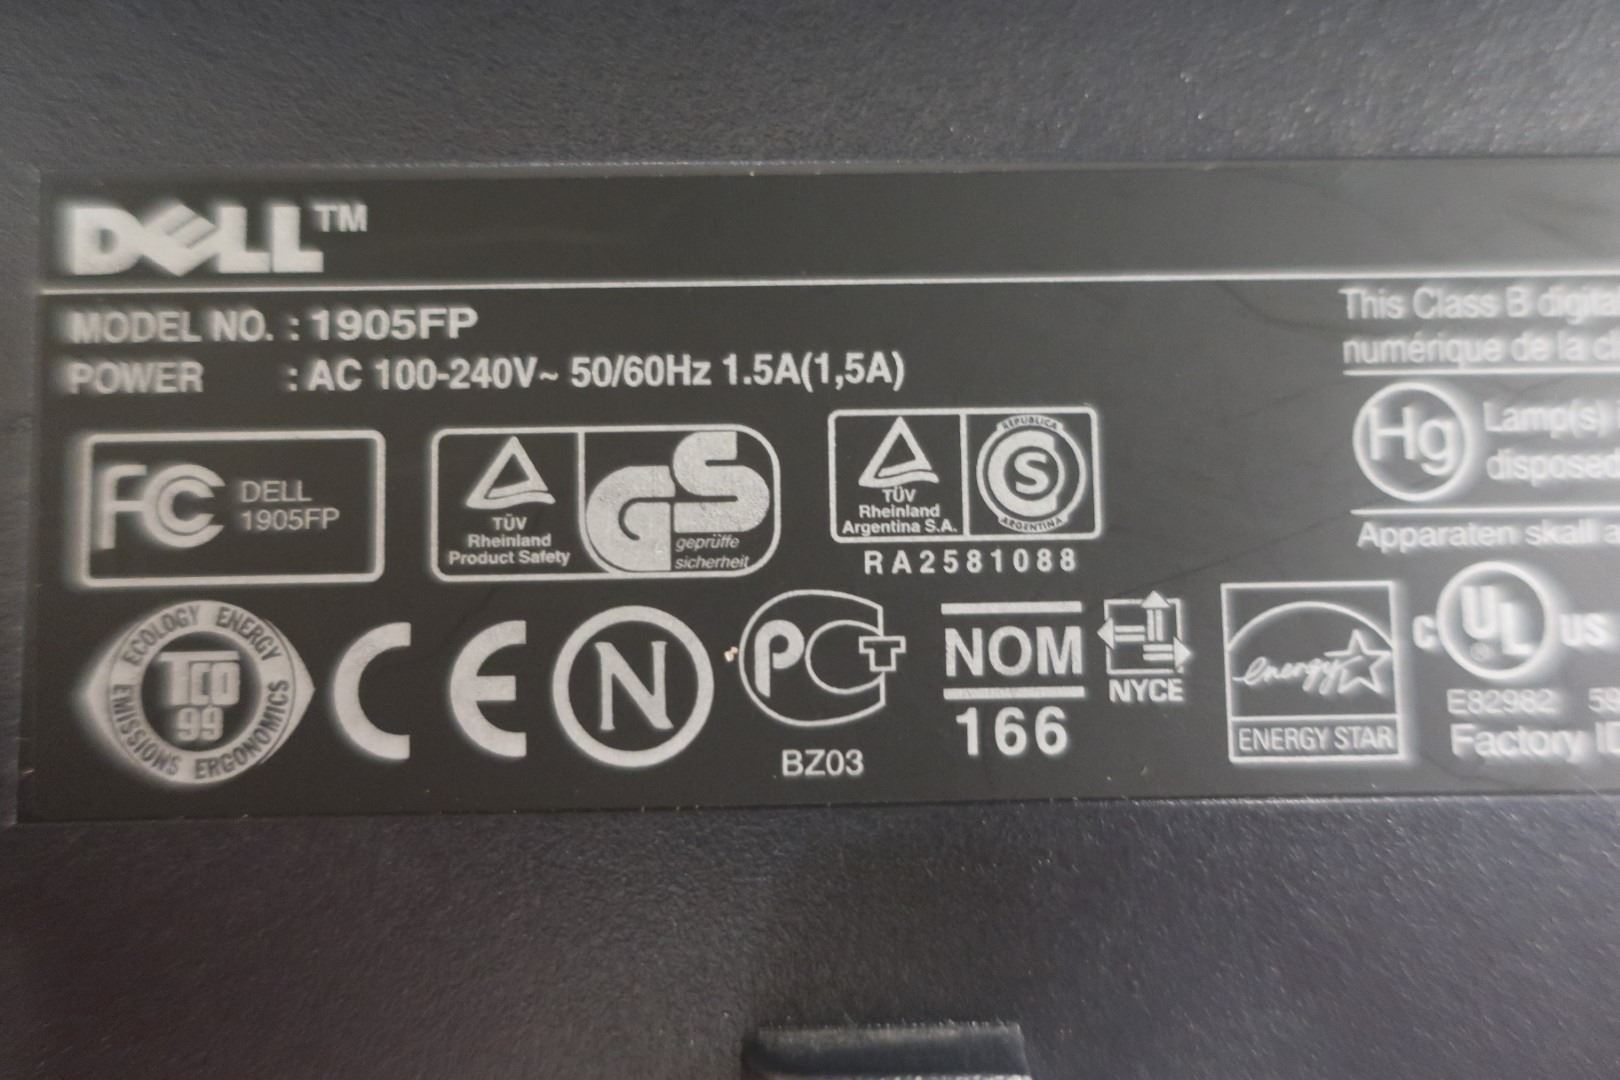 DELL™
MODEL NO. : 1905FP
POWER : AC 100-240V~ 50/60Hz 1.5A(1,5A)
This Class B digita
numérique de la c
FC DELL
1905FP
TÜV
Rheinland
Product Safety
GS
geprüfte
sicherheit
TÜV
Rheinland
Argentina S.A.
REPUBLICA
S
ARGENTINA
RA2581088
Hg Lamp(s)
disposed
Apparaten skall a
ECOLOGY ENERGY
TCO
99
EMISSIONS ERGONOMICS
CE
N
PCT
BZ03
NOM
166
NYCE
energy
ENERGY STAR
c UL ® US
E82982 5
Factory ID